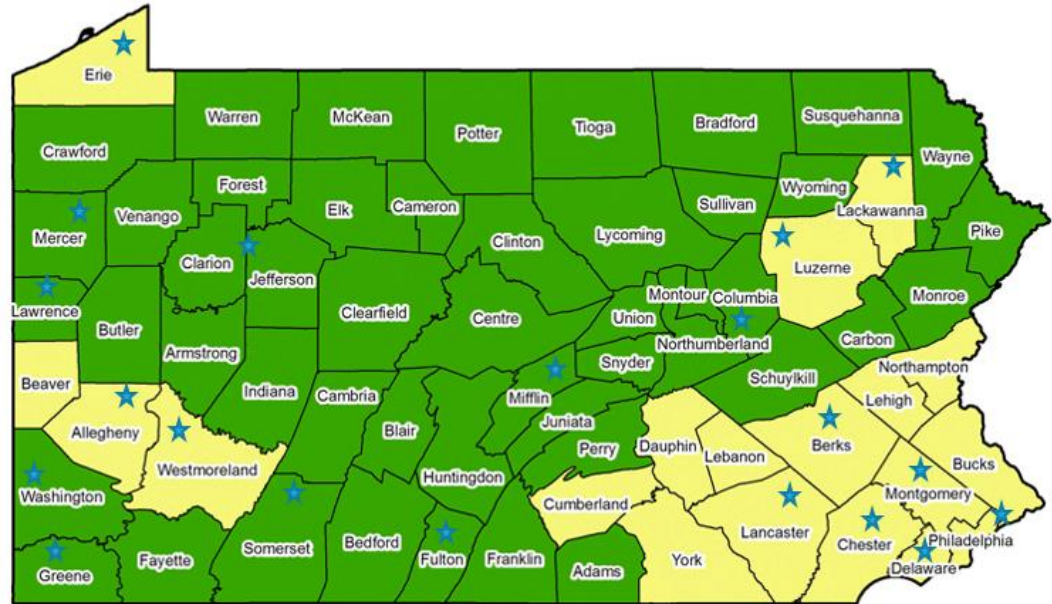 Erie
Warren
McKean
Potter
Tioga
Bradford
Susquehanna
Crawford
Wayne
Forest
Wyoming
Venango
Elk
Cameron
Sullivan
Lackawanna
Mercer
Clinton
Lycoming
Pike
Clarion
Jefferson
Luzerne
Lawrence
Clearfield
Centre
Union
Montour
Columbia
Monroe
Butler
Armstrong
Northumberland
Carbon
Snyder
Northampton
Beaver
Indiana
Cambria
Mifflin
Schuylkill
Lehigh
Allegheny
Blair
Juniata
Dauphin
Berks
Westmoreland
Perry
Lebanon
Bucks
Huntingdon
Washington
Cumberland
Montgomery
Somerset
Bedford
Lancaster
Philadelphia
Greene
Fayette
Fulton
Franklin
Adams
York
Chester
Delaware